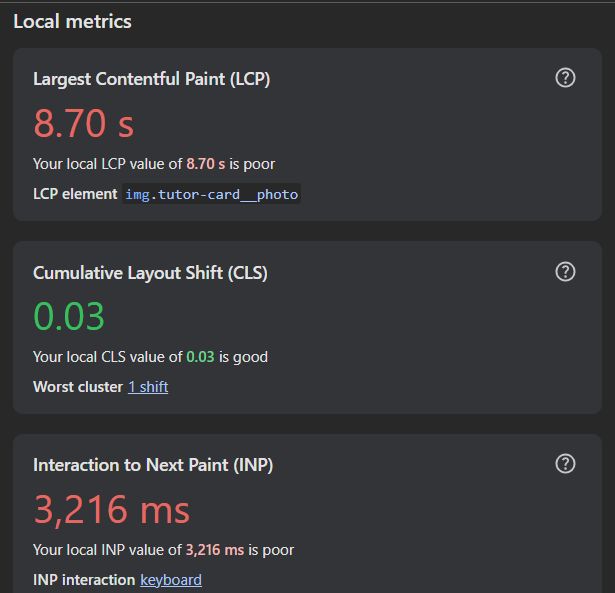 Local metrics
Largest Contentful Paint (LCP)
8.70 s
Your local LCP value of 8.70 s is poor
LCP element img.tutor-card__photo
Cumulative Layout Shift (CLS)
0.03
Your local CLS value of 0.03 is good
Worst cluster 1 shift
Interaction to Next Paint (INP)
3,216 ms
Your local INP value of 3,216 ms is poor
INP interaction keyboard